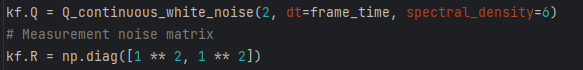 kf.Q = Q_continuous_white_noise(2, dt=frame_time, spectral_density=6)
# Measurement noise matrix
kf.R = np.diag([1 ** 2, 1 ** 2])